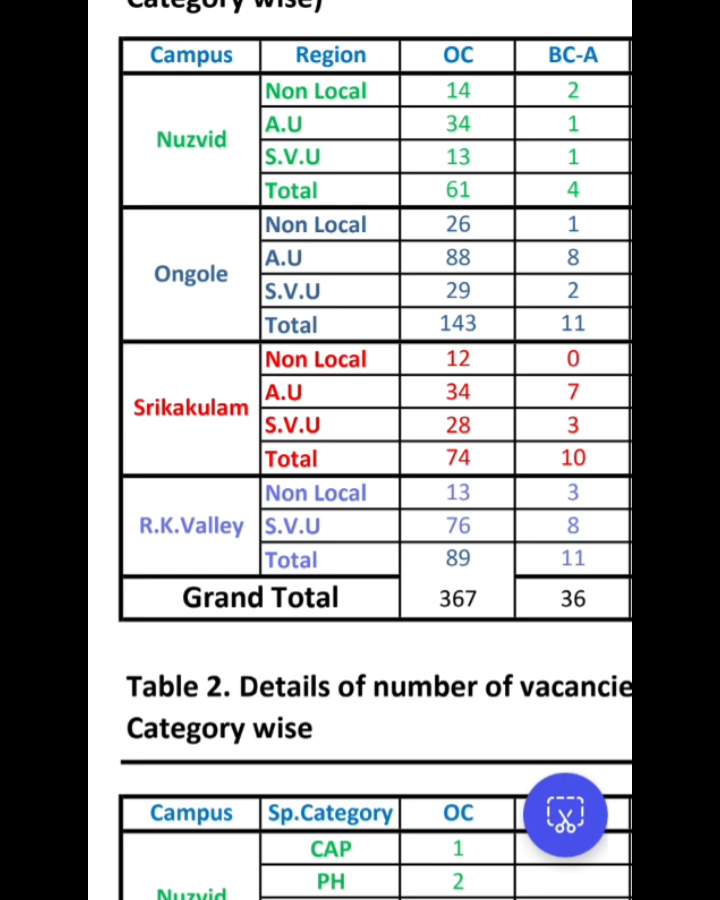 Category wise)
Campus Region OC BC-A
Nuzvid
Non Local 14 2
A.U 34 1
S.V.U 13 1
Total 61 4
Ongole
Non Local 26 1
A.U 88 8
S.V.U 29 2
Total 143 11
Srikakulam
Non Local 12 0
A.U 34 7
S.V.U 28 3
Total 74 10
R.K.Valley
Non Local 13 3
S.V.U 76 8
Total 89 11
Grand Total 367 36
Table 2. Details of number of vacancie
Category wise
Campus Sp.Category OC
CAP 1
PH 2
Nuzvid